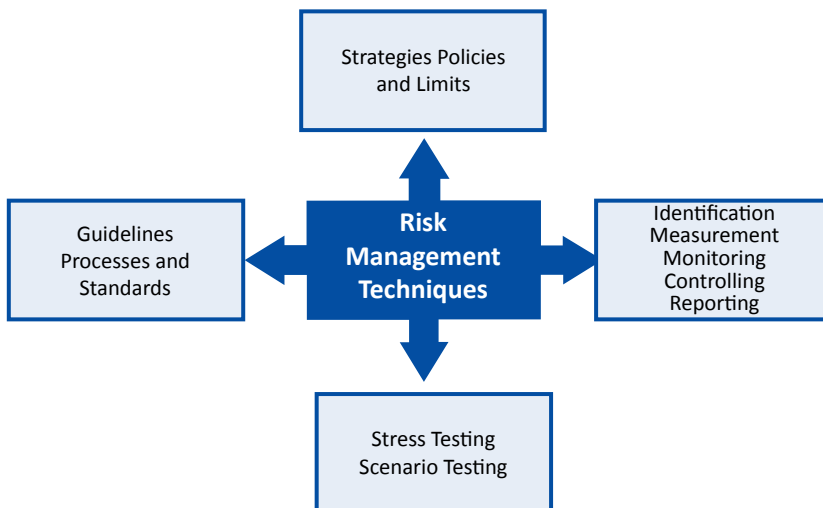 Strategies Policies
and Limits
Guidelines
Processes and
Standards
Risk
Management
Techniques
Identification
Measurement
Monitoring
Controlling
Reporting
Stress Testing
Scenario Testing